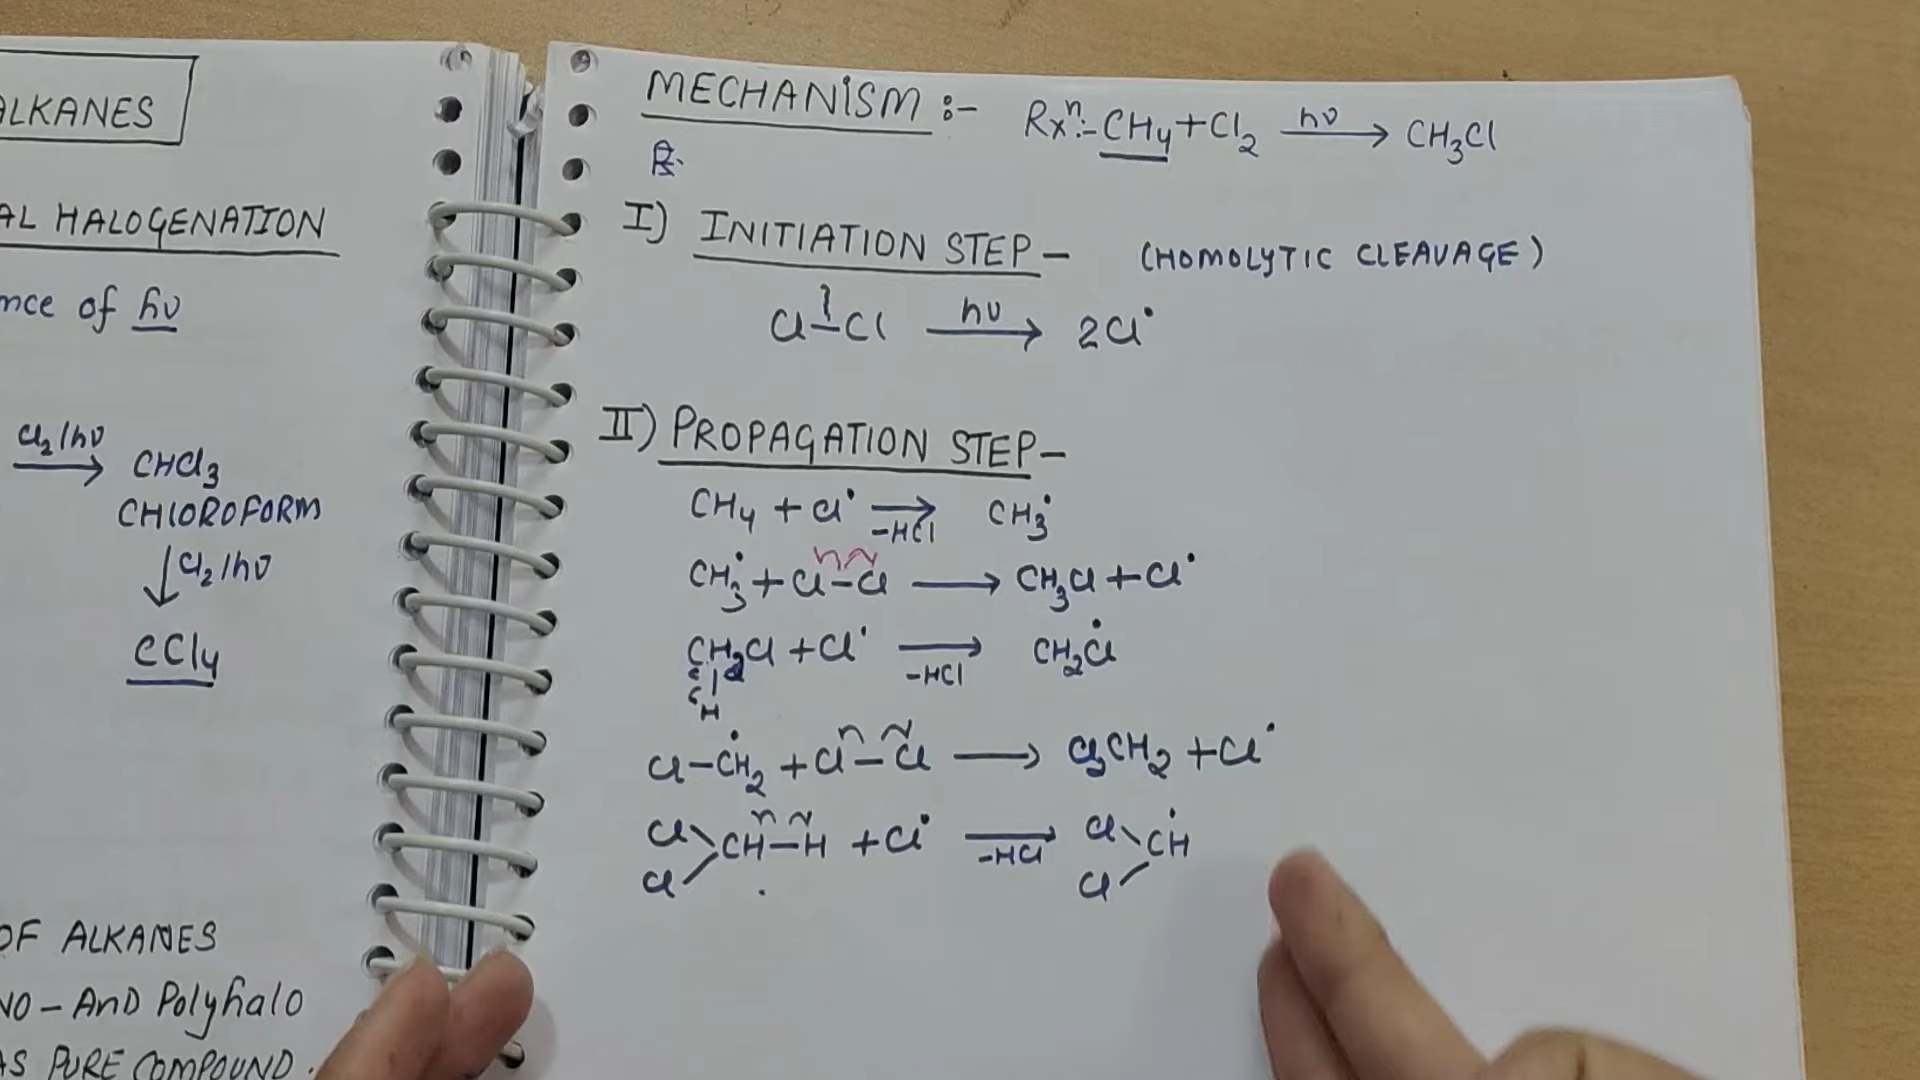 ALKANES
AL HALOGENATION
nce of hν
Cl₂/hν
CHCl₃
CHLOROFORM
Cl₂/hν
CCl₄
OF ALKANES
NO - AND Polyhalo
AS PURE COMPOUND.
MECHANISM :- Rxⁿ:- CH₄ + Cl₂ —hν→ CH₃Cl
I) INITIATION STEP - (HOMOLYTIC CLEAVAGE)
Cl-Cl —hν→ 2Cl•
II) PROPAGATION STEP -
CH₄ + Cl• —-HCl→ CH₃•
CH₃• + Cl-Cl → CH₃Cl + Cl•
CH₂Cl + Cl• —-HCl→ CH₂Cl•
H
Cl-CH₂• + Cl-Cl → Cl₂CH₂ + Cl•
Cl CH-H + Cl• —-HCl→ Cl CH•
Cl Cl